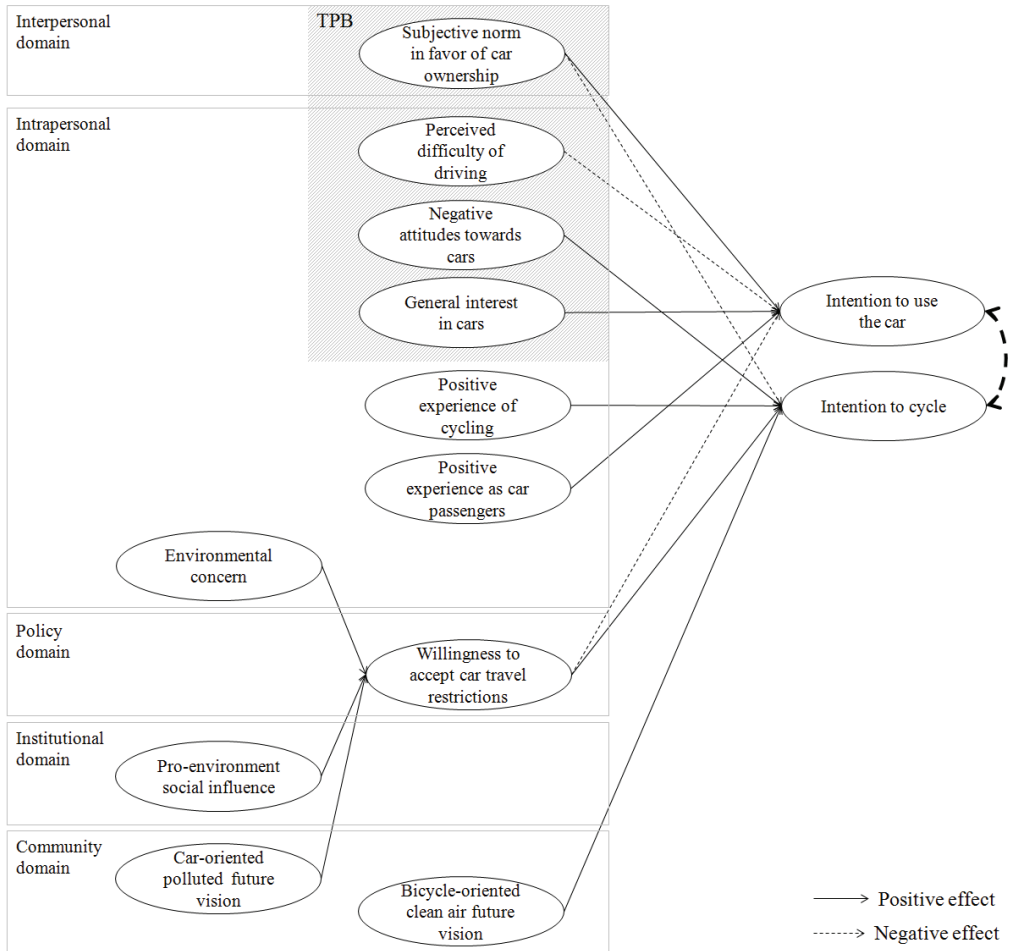 Interpersonal
domain
TPB
Subjective norm
in favor of car
ownership
Intrapersonal
domain
Perceived
difficulty of
driving
Negative
attitudes towards
cars
General interest
in cars
Intention to use
the car
Positive
experience of
cycling
Intention to cycle
Positive
experience as car
passengers
Environmental
concern
Policy
domain
Willingness to
accept car travel
restrictions
Institutional
domain
Pro-environment
social influence
Community
domain
Car-oriented
polluted future
vision
Bicycle-oriented
clean air future
vision
Positive effect
Negative effect